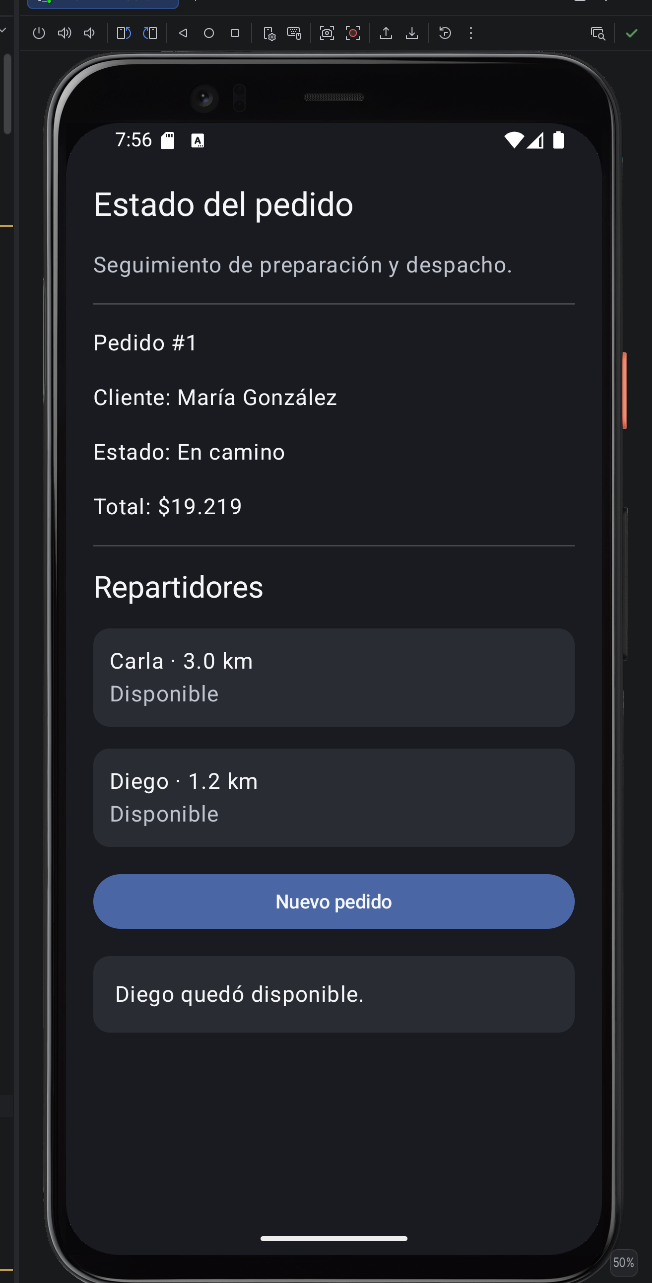 7:56
Estado del pedido
Seguimiento de preparación y despacho.
Pedido #1
Cliente: María González
Estado: En camino
Total: $19.219
Repartidores
Carla · 3.0 km
Disponible
Diego · 1.2 km
Disponible
Nuevo pedido
Diego quedó disponible.
50%